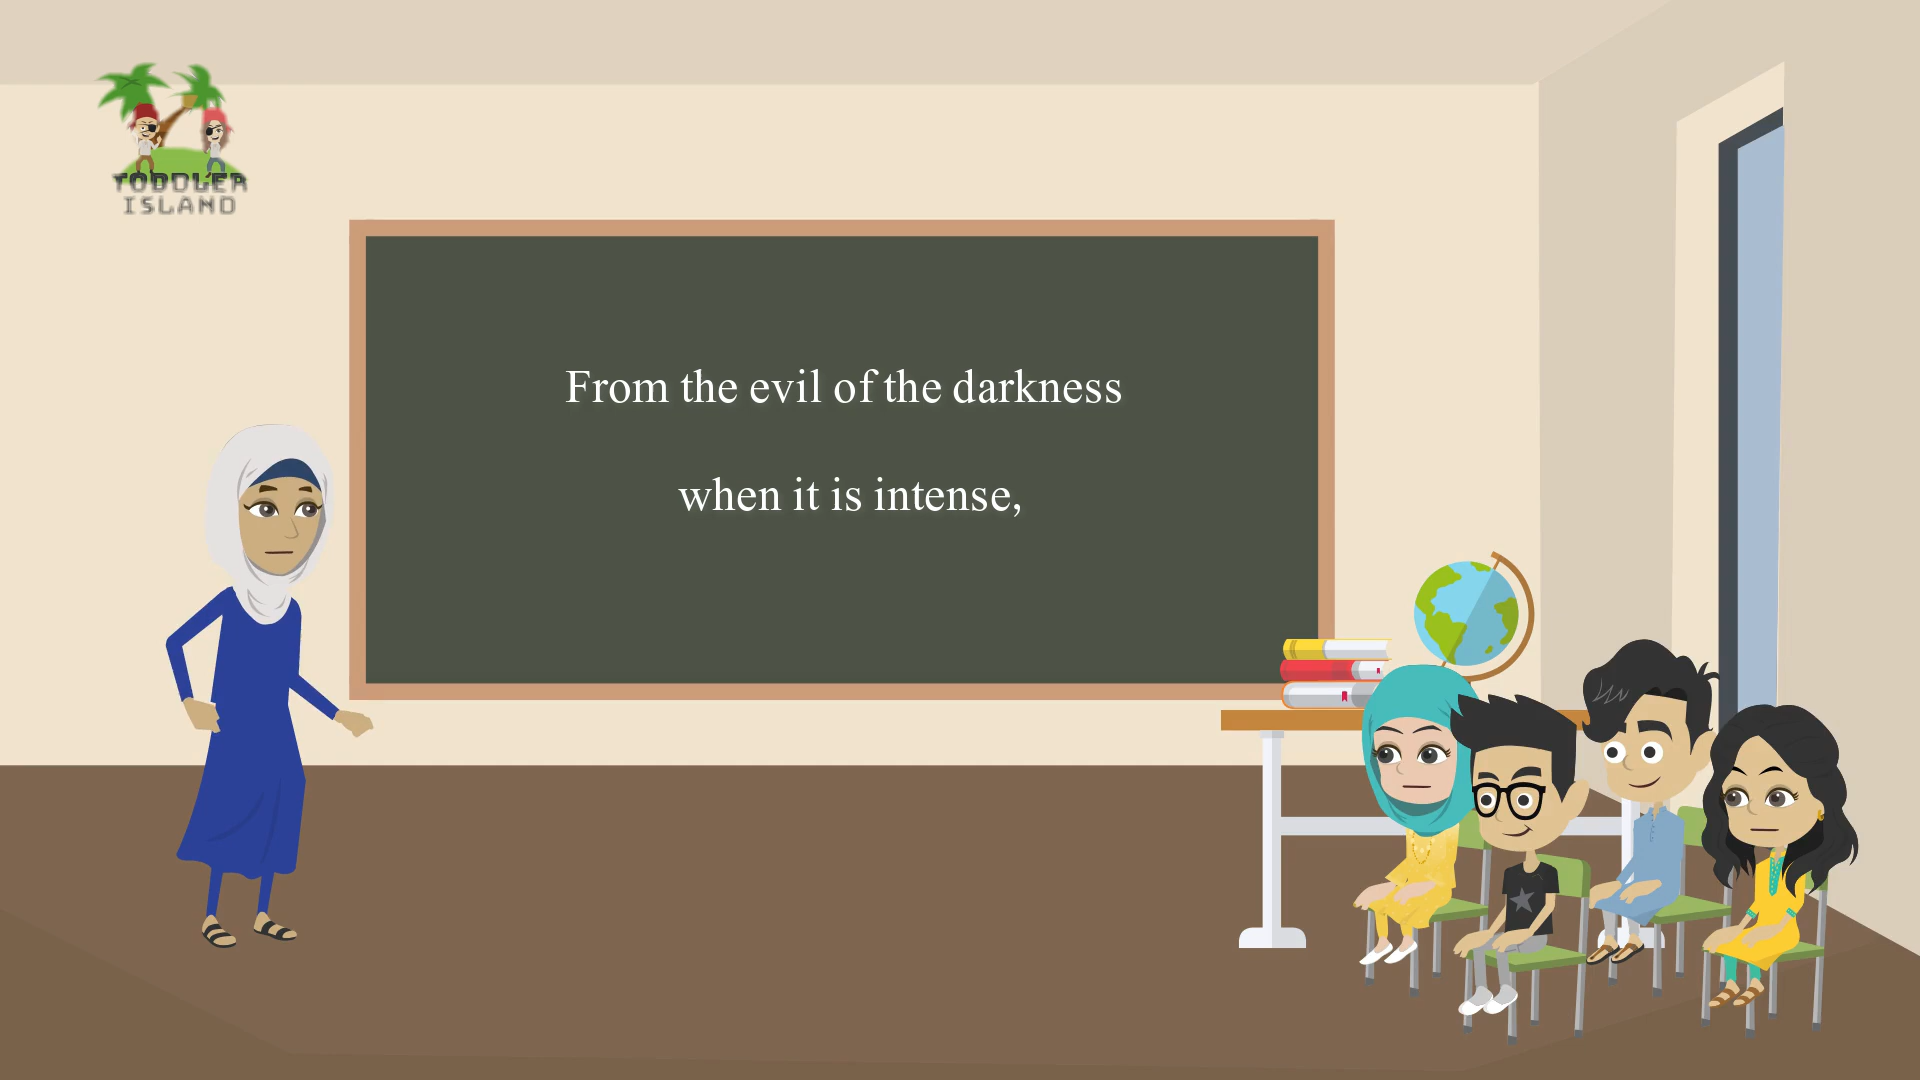 TODDLER
ISLAND
From the evil of the darkness
when it is intense,